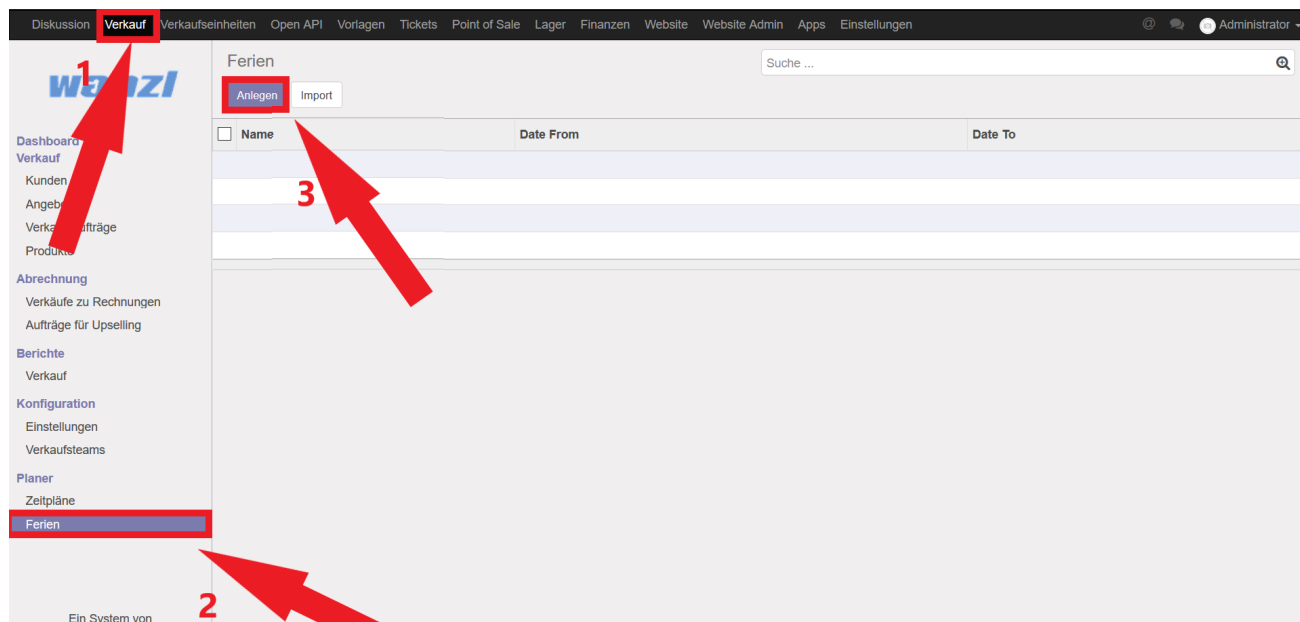 Diskussion Verkauf Verkaufseinheiten Open API Vorlagen Tickets Point of Sale Lager Finanzen Website Website Admin Apps Einstellungen @ Administrator
1
wanzl
Ferien
Suche ...
Anlegen Import
Name Date From Date To
Dashboard
Verkauf
Kunden
3
Produkte
Abrechnung
Verkäufe zu Rechnungen
Aufträge für Upselling
Berichte
Verkauf
Konfiguration
Einstellungen
Verkaufsteams
Planer
Zeitpläne
Ferien
2
Ein System von